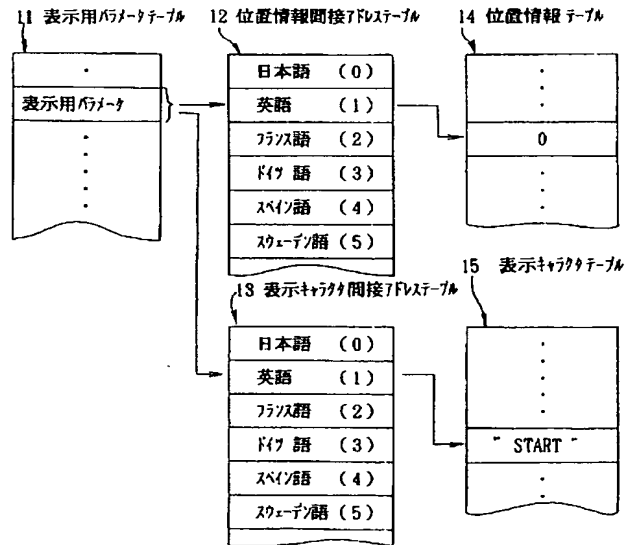 11 表示用パラメータテーブル
・
表示用パラメータ
・
・
・
・
・
12 位置情報間接アドレステーブル
日本語 (0)
英語 (1)
フランス語 (2)
ドイツ 語 (3)
スペイン語 (4)
スウェーデン語 (5)
14 位置情報 テーブル
・
・
・
0
・
・
・
13 表示キャラクタ間接アドレステーブル
日本語 (0)
英語 (1)
フランス語 (2)
ドイツ 語 (3)
スペイン語 (4)
スウェーデン語 (5)
15 表示キャラクタテーブル
・
・
・
・
・
" START "
・
・